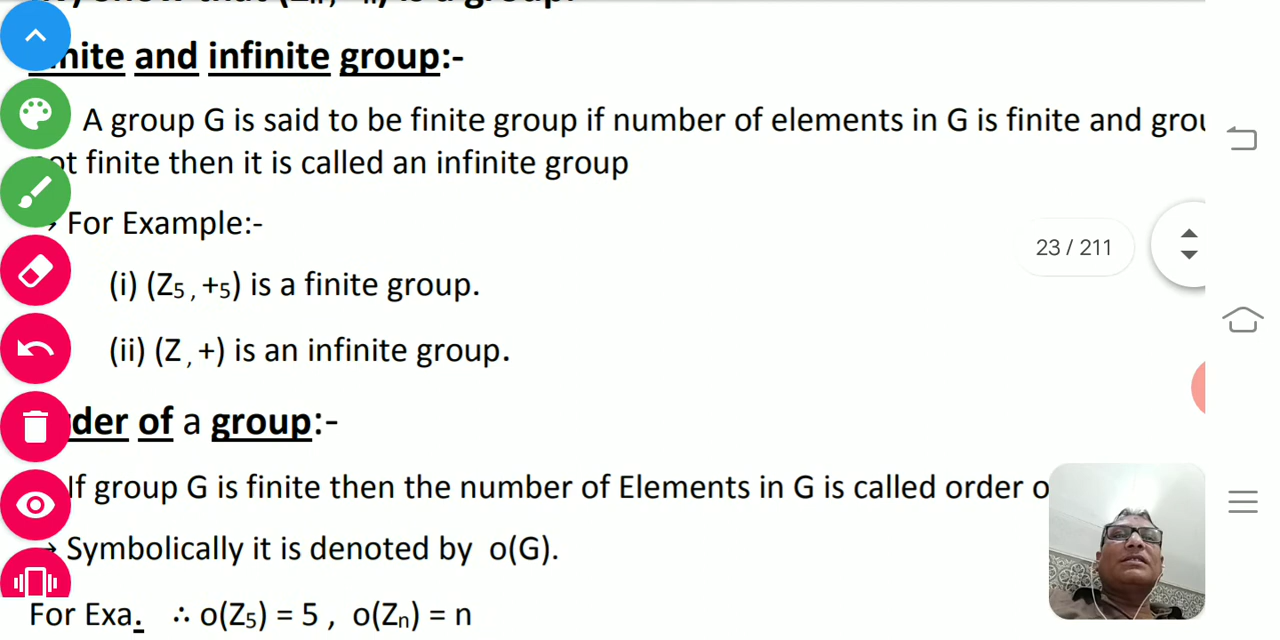 nite and infinite group:-
A group G is said to be finite group if number of elements in G is finite and grou
ot finite then it is called an infinite group
→ For Example:-
23 / 211
(i) (Z₅ , +₅) is a finite group.
(ii) (Z , +) is an infinite group.
der of a group:-
If group G is finite then the number of Elements in G is called order o
→ Symbolically it is denoted by o(G).
For Exa. ∴ o(Z₅) = 5 , o(Zₙ) = n